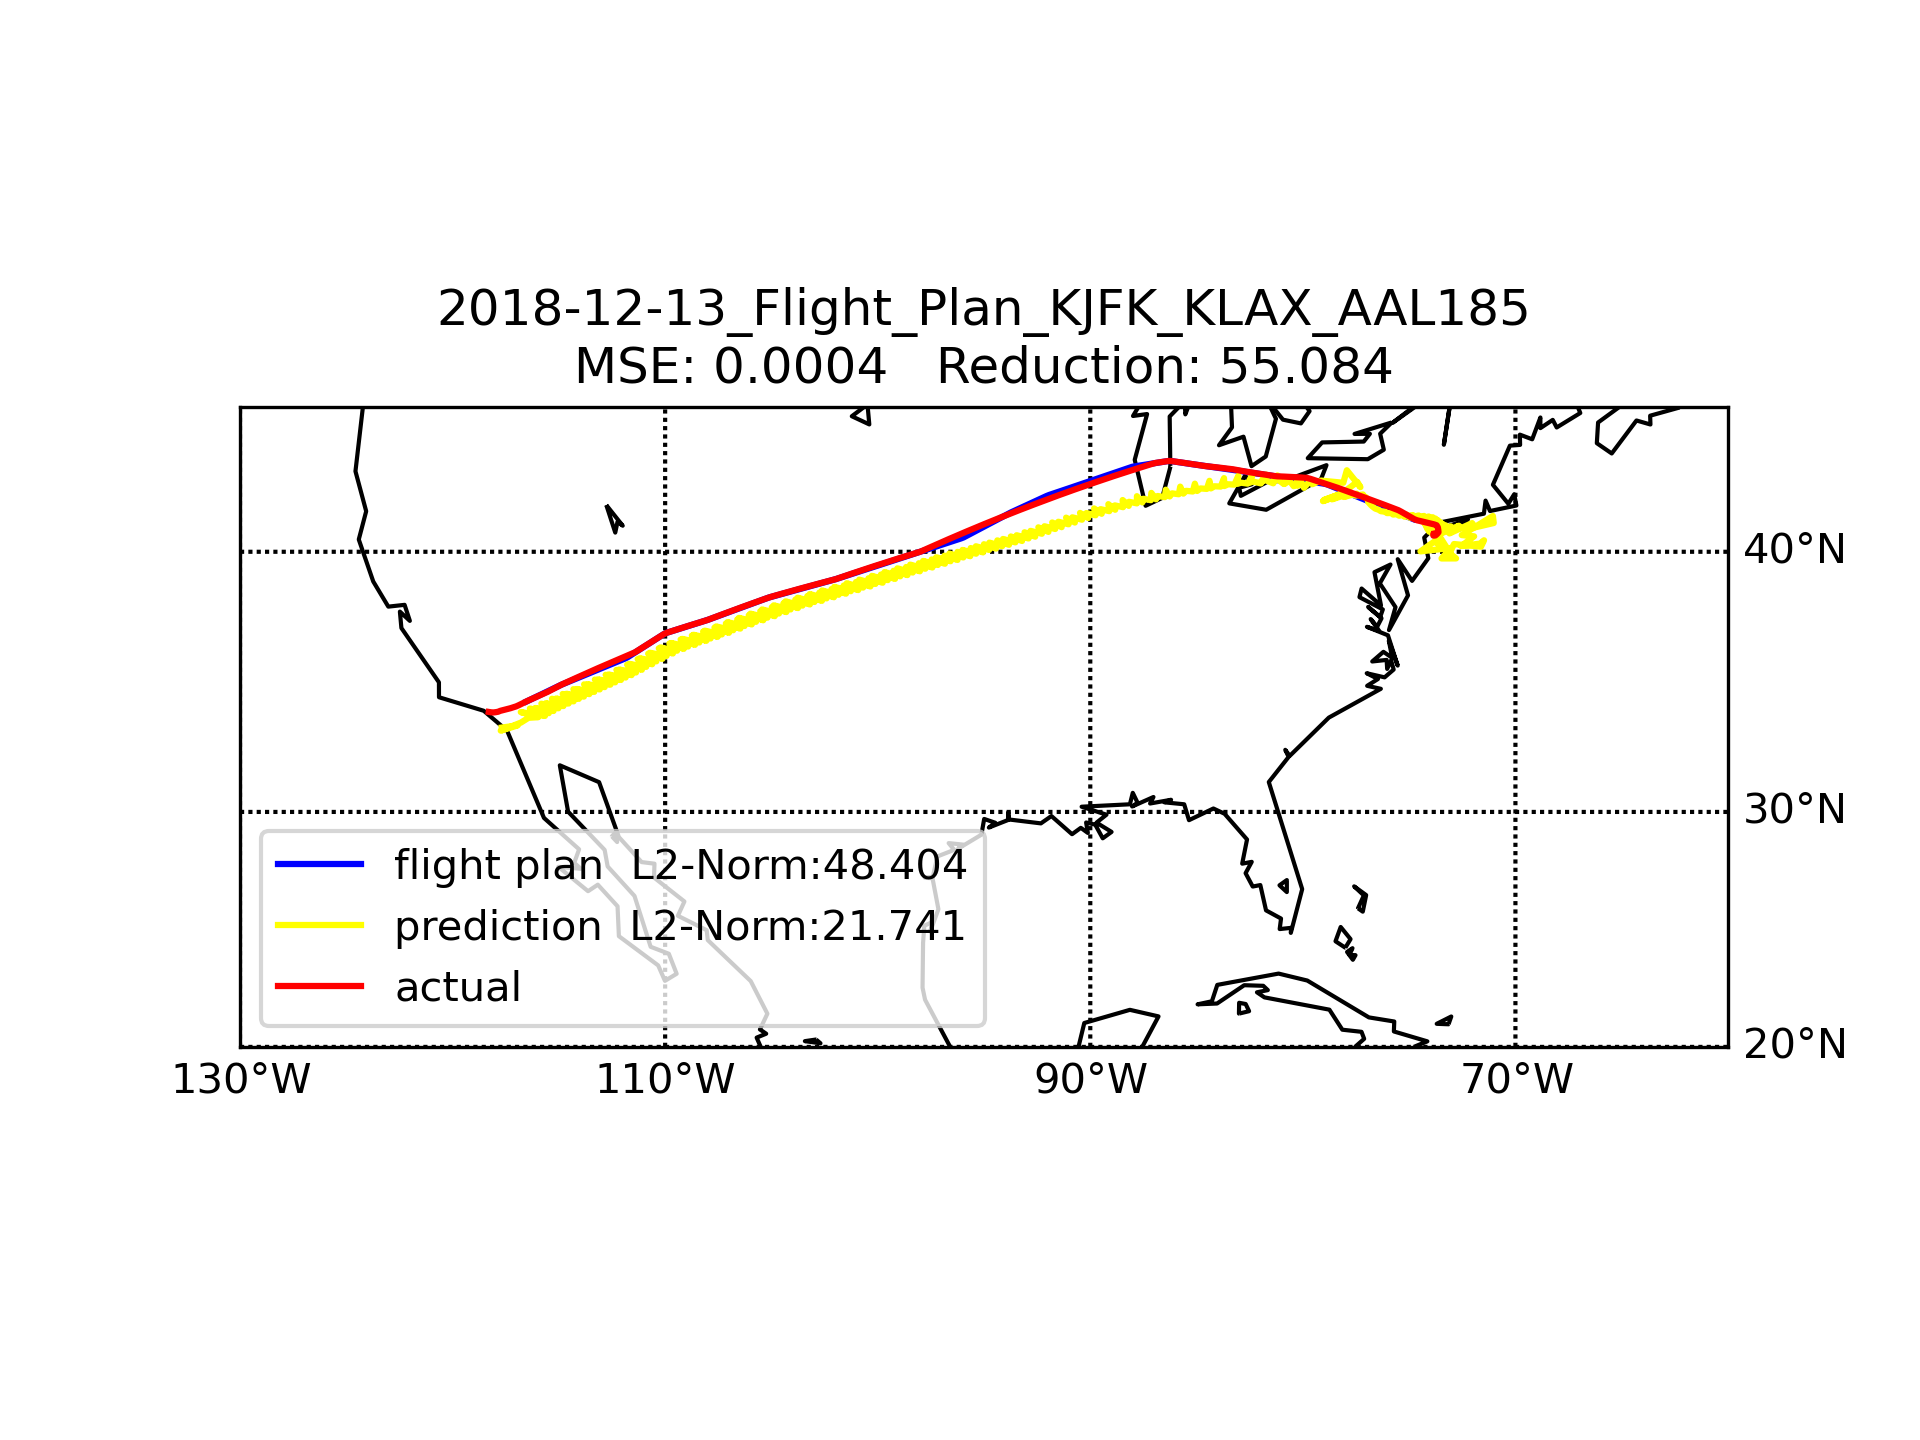 2018-12-13_Flight_Plan_KJFK_KLAX_AAL185
MSE: 0.0004   Reduction: 55.084
40°N
30°N
flight plan  L2-Norm:48.404
prediction  L2-Norm:21.741
actual
20°N
130°W 110°W 90°W 70°W